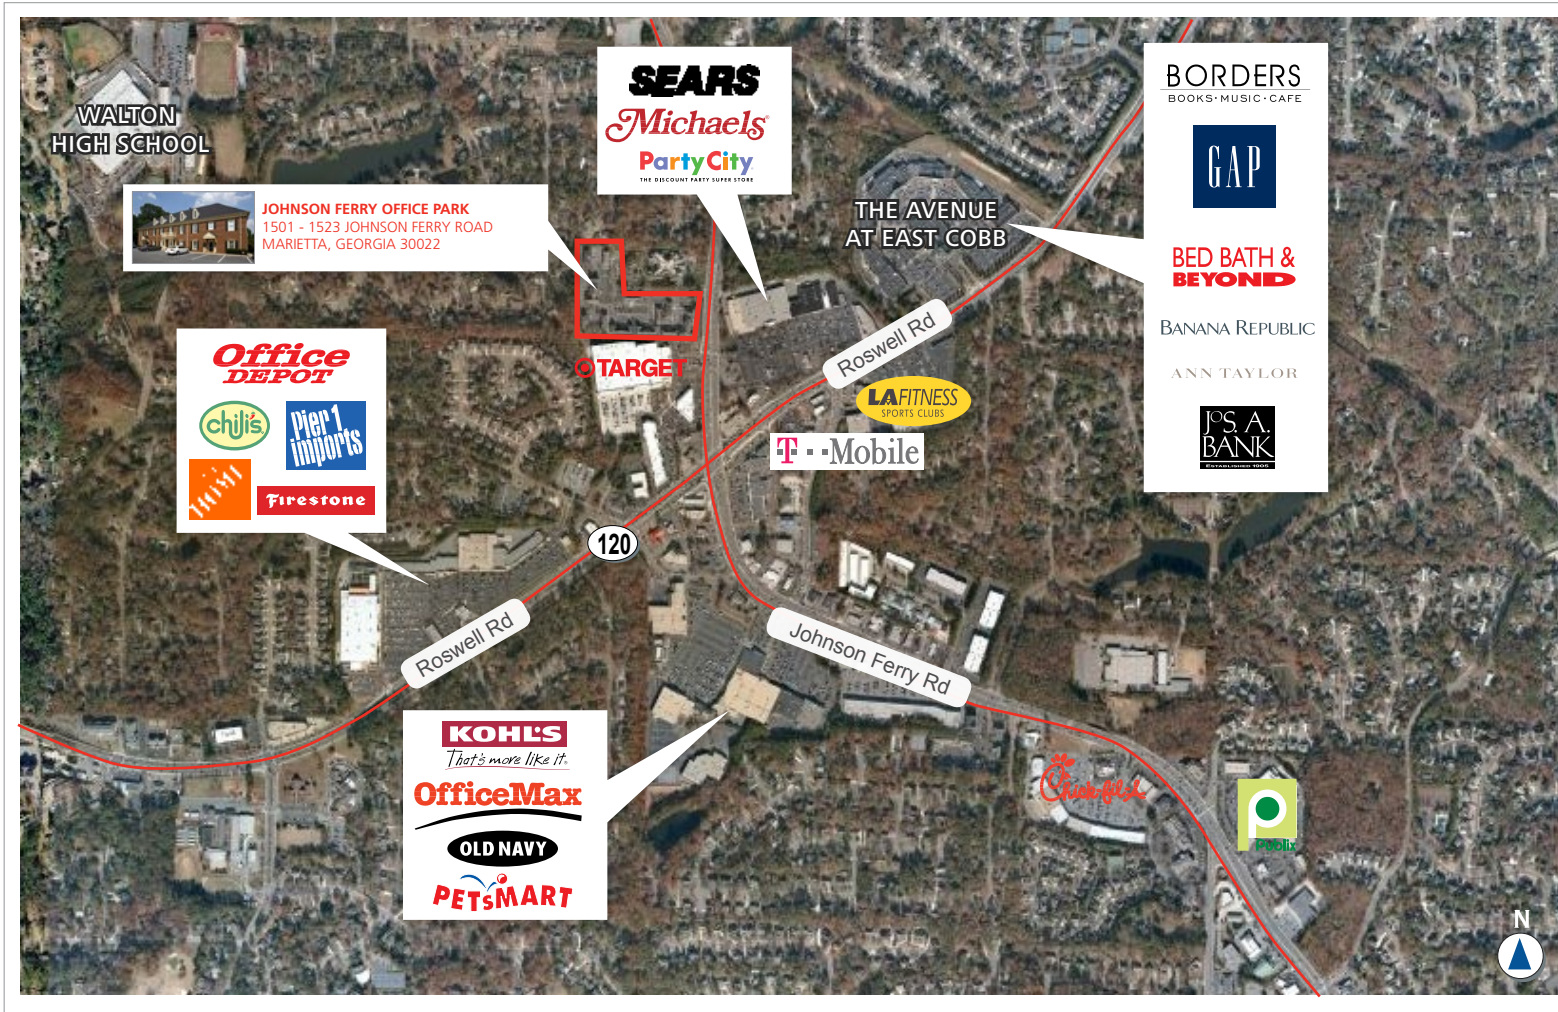 WALTON
HIGH SCHOOL
JOHNSON FERRY OFFICE PARK
1501 - 1523 JOHNSON FERRY ROAD
MARIETTA, GEORGIA 30022
SEARS
Michaels
Party City
THE DISCOUNT PARTY SUPER STORE
THE AVENUE
AT EAST COBB
BORDERS
BOOKS·MUSIC·CAFE
GAP
BED BATH &
BEYOND
BANANA REPUBLIC
ANN TAYLOR
JOS. A.
BANK
ESTABLISHED 1905
Office
DEPOT
chili's
Pier 1
imports
Firestone
TARGET
Roswell Rd
LA FITNESS
SPORTS CLUBS
T··Mobile
120
Roswell Rd
Johnson Ferry Rd
KOHL'S
That's more like it.
OfficeMax
OLD NAVY
PETSMART
Chick-fil-A
Publix
N